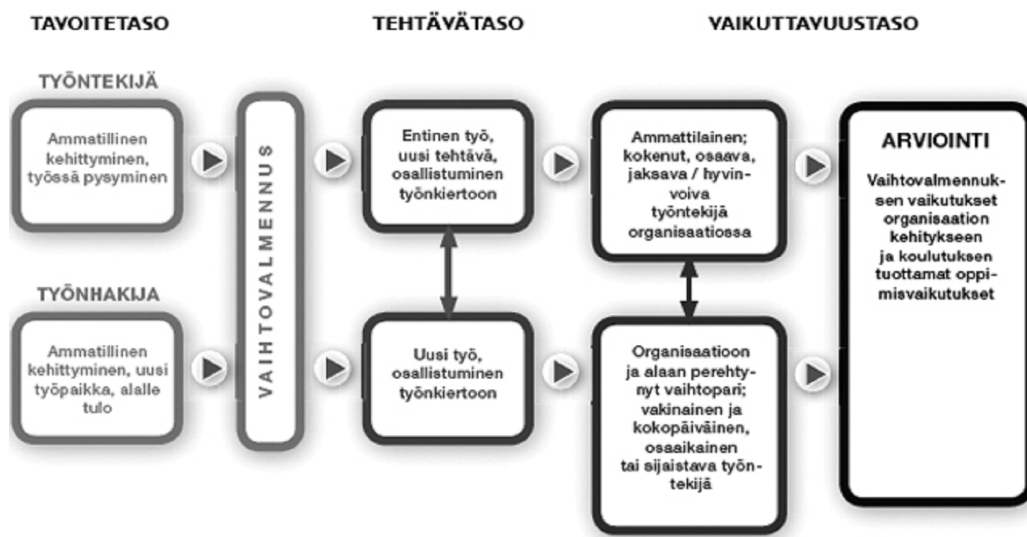 TAVOITETASO
TEHTÄVÄTASO
VAIKUTTAVUUSTASO
TYÖNTEKIJÄ
Ammatillinen
kehittyminen,
työssä pysyminen
TYÖNHAKIJA
Ammatillinen
kehittyminen, uusi
työpaikka, alalle
tulo
VAIHTOVALMENNUS
Entinen työ,
uusi tehtävä,
osallistuminen
työnkiertoon
Uusi työ,
osallistuminen
työnkiertoon
Ammattilainen;
kokenut, osaava,
jaksava / hyvin-
voiva
työntekijä
organisaatiossa
Organisaatioon
ja alaan perehty-
nyt vaihtopari;
vakinainen ja
kokopäiväinen,
osaaikainen
tai sijaistava työn-
tekijä
ARVIOINTI
Vaihtovalmennuk-
sen vaikutukset
organisaation
kehitykseen
ja koulutuksen
tuottamat oppi-
misvaikutukset